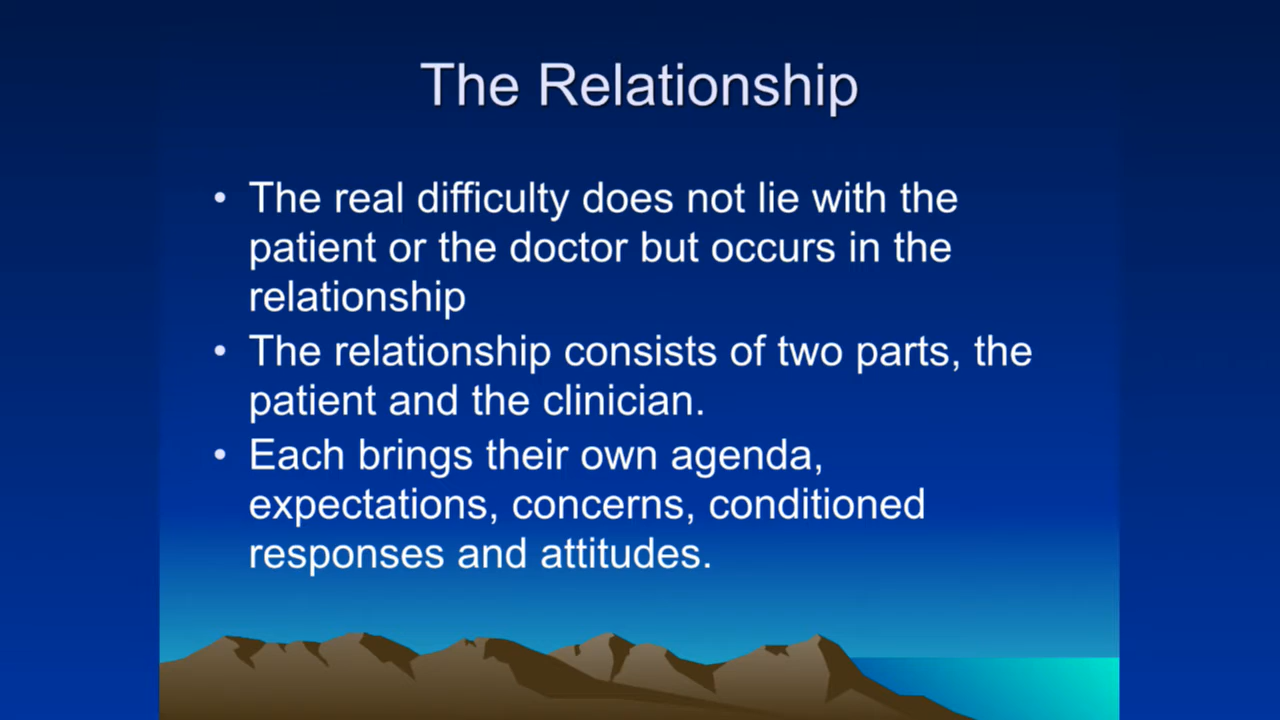 The Relationship
• The real difficulty does not lie with the
patient or the doctor but occurs in the
relationship
• The relationship consists of two parts, the
patient and the clinician.
• Each brings their own agenda,
expectations, concerns, conditioned
responses and attitudes.